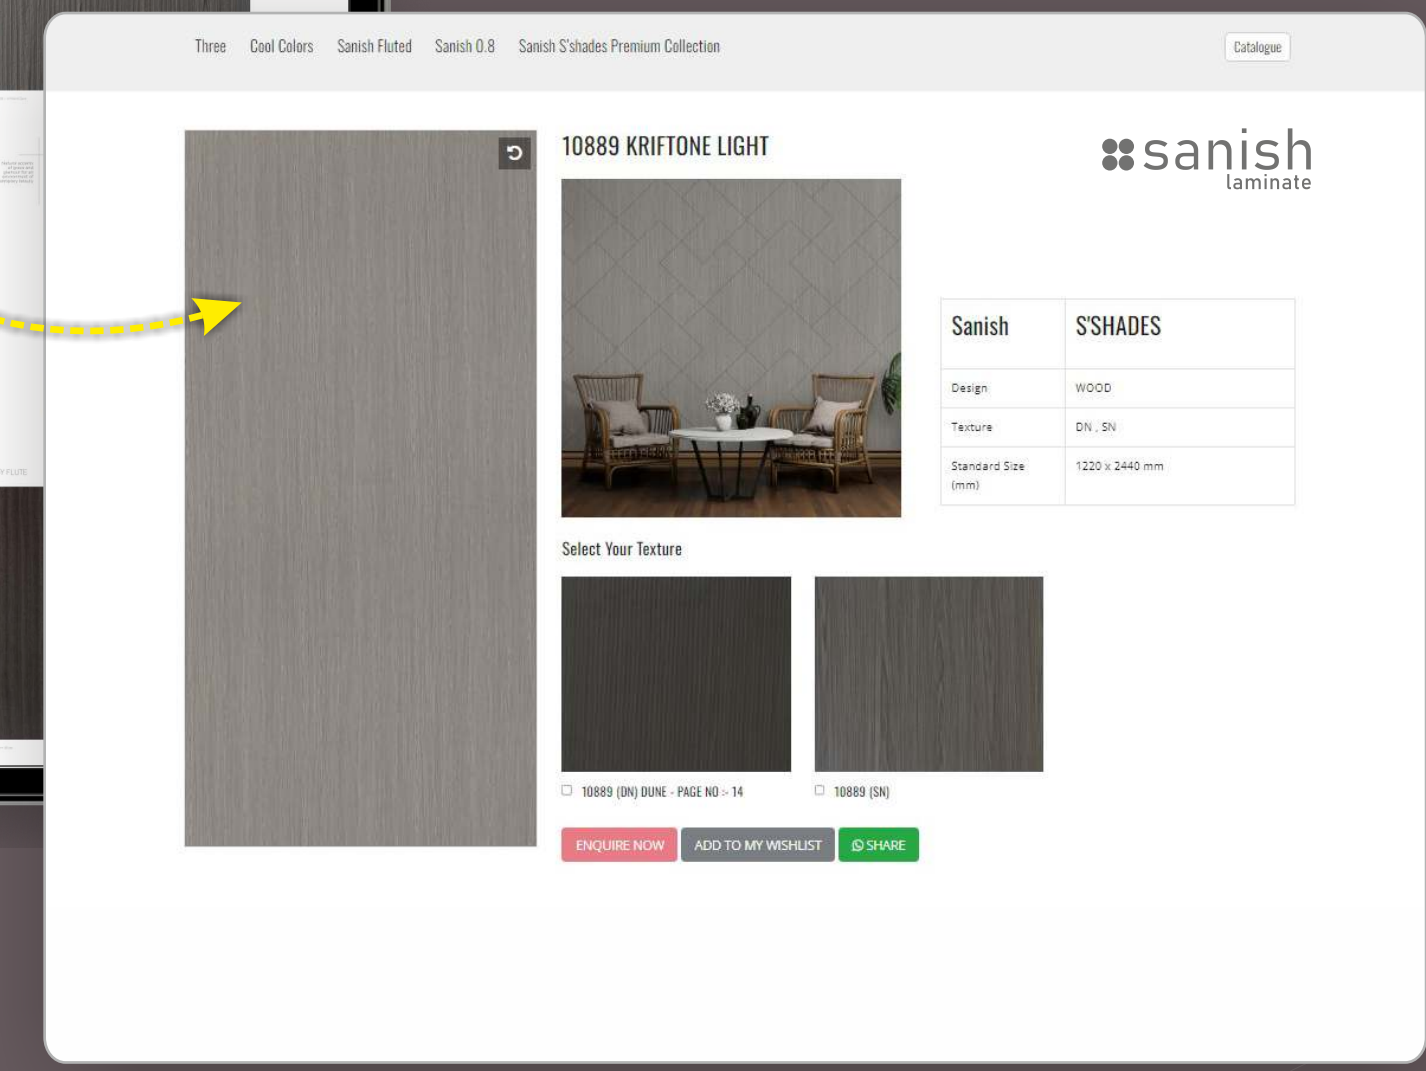 Three Cool Colors Sanish Fluted Sanish 0.8 Sanish S'shades Premium Collection
Catalogue
10889 KRIFTONE LIGHT
sanish
laminate
Sanish S'SHADES
Design WOOD
Texture DN , SN
Standard Size 1220 x 2440 mm
(mm)
Select Your Texture
10889 (DN) DUNE - PAGE NO :- 14
10889 (SN)
ENQUIRE NOW
ADD TO MY WISHLIST
SHARE
Y FLUTE